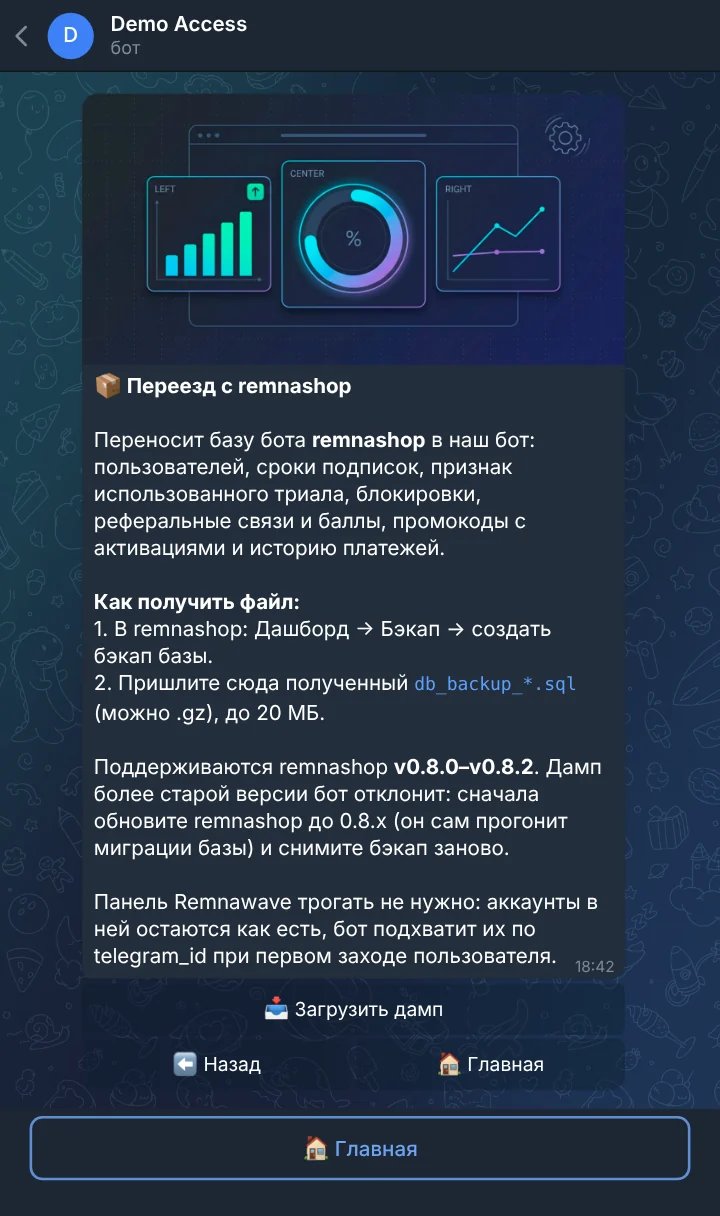 Demo Access
D
бот
LEFT
CENTER
RIGHT
%
📦 Переезд с remnashop
Переносит базу бота remnashop в наш бот:
пользователей, сроки подписок, признак
использованного триала, блокировки,
реферальные связи и баллы, промокоды с
активациями и историю платежей.
Как получить файл:
1. В remnashop: Дашборд → Бэкап → создать
бэкап базы.
2. Пришлите сюда полученный db_backup_*.sql
(можно .gz), до 20 МБ.
Поддерживаются remnashop v0.8.0–v0.8.2. Дамп
более старой версии бот отклонит: сначала
обновите remnashop до 0.8.x (он сам прогонит
миграции базы) и снимите бэкап заново.
Панель Remnawave трогать не нужно: аккаунты в
ней остаются как есть, бот подхватит их по
telegram_id при первом заходе пользователя.
18:42
📥 Загрузить дамп
⬅️ Назад
🏠 Главная
🏠 Главная